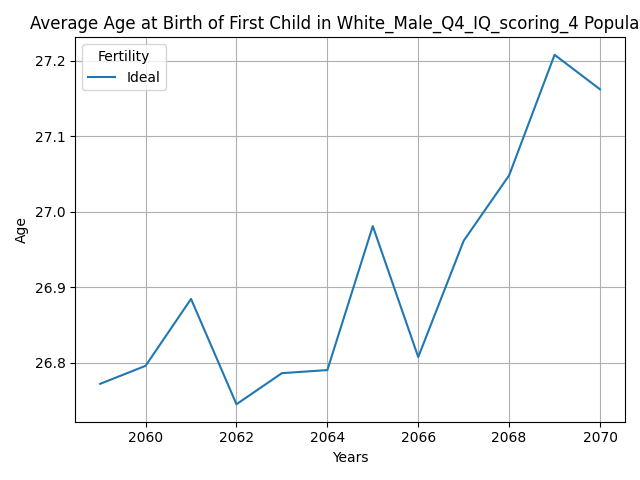 Average Age at Birth of First Child in White_Male_Q4_IQ_scoring_4 Popula
Fertility
Ideal
27.2
27.1
27.0
26.9
26.8
Age
2060 2062 2064 2066 2068 2070
Years